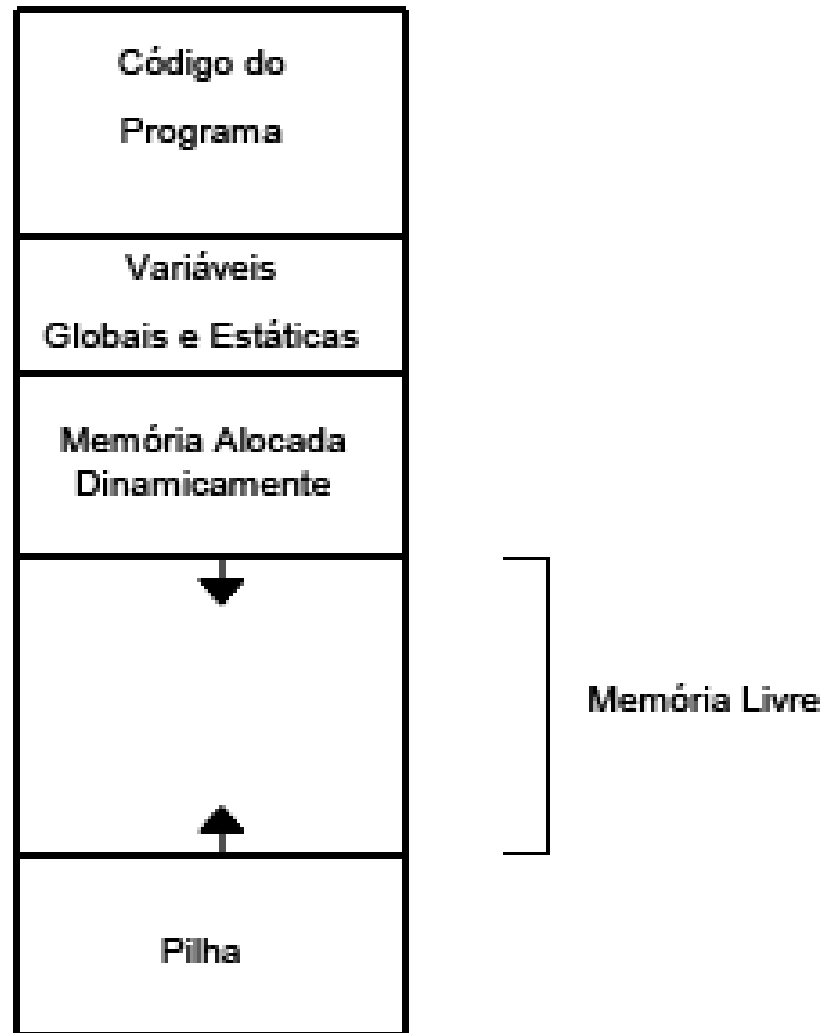 Código do
Programa
Variáveis
Globais e Estáticas
Memória Alocada
Dinamicamente
Memória Livre
Pilha